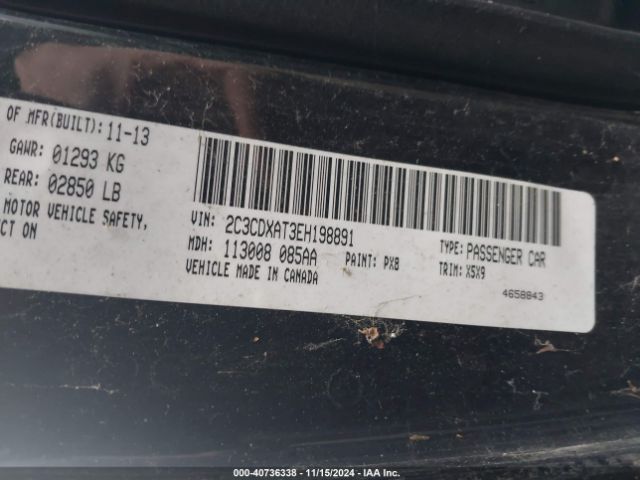 OF MFR(BUILT): 11-13
GAWR: 01293 KG
REAR: 02850 LB
MOTOR VEHICLE SAFETY,
CT ON
VIN: 2C3CDXAT3EH198891
MDH: 113008 085AA
PAINT: PX8
VEHICLE MADE IN CANADA
TYPE: PASSENGER CAR
TRIM: X5X9
4658843
000-40736338 - 11/15/2024 - IAA Inc.